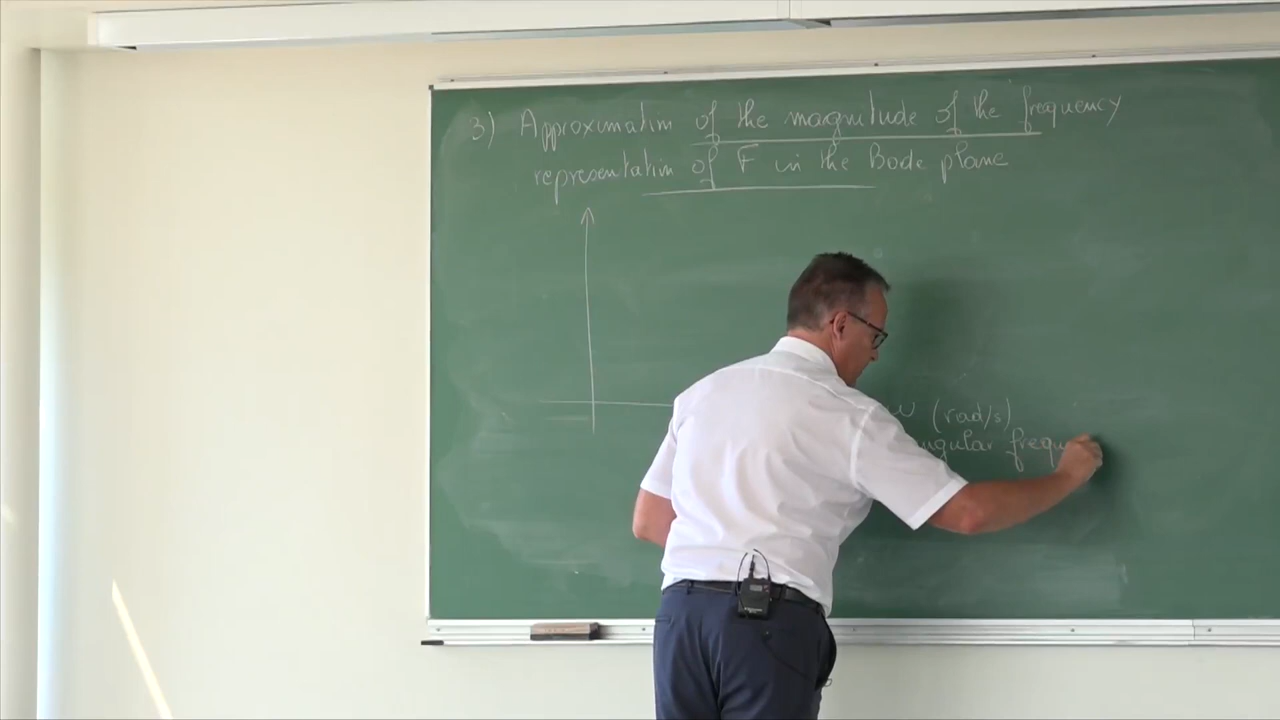 3) Approximation of the magnitude of the frequency
representation of F in the Bode plane
ω (rad/s)
angular frequ